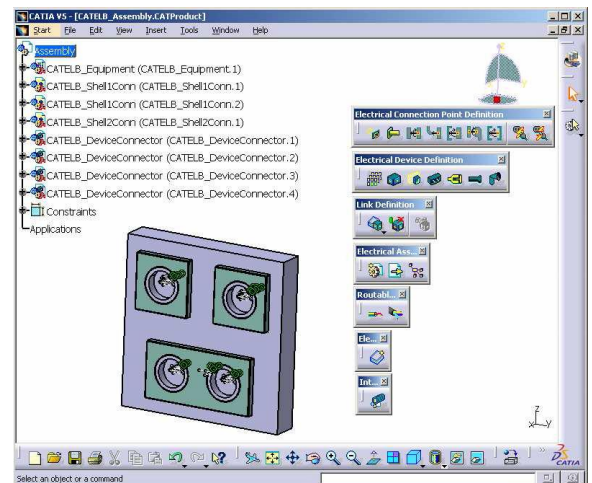 CATIA V5 - [CATELB_Assembly.CATProduct]
Start File Edit View Insert Tools Window Help
Assembly
CATELB_Equipment (CATELB_Equipment.1)
CATELB_Shell1Conn (CATELB_Shell1Conn.1)
CATELB_Shell1Conn (CATELB_Shell1Conn.2)
CATELB_Shell2Conn (CATELB_Shell2Conn.1)
CATELB_DeviceConnector (CATELB_DeviceConnector.1)
CATELB_DeviceConnector (CATELB_DeviceConnector.2)
CATELB_DeviceConnector (CATELB_DeviceConnector.3)
CATELB_DeviceConnector (CATELB_DeviceConnector.4)
Constraints
Applications
Electrical Connection Point Definition
Electrical Device Definition
Link Definition
Electrical Ass...
Routabl...
Ele...
Int...
z
x y
CATIA
Select an object or a command